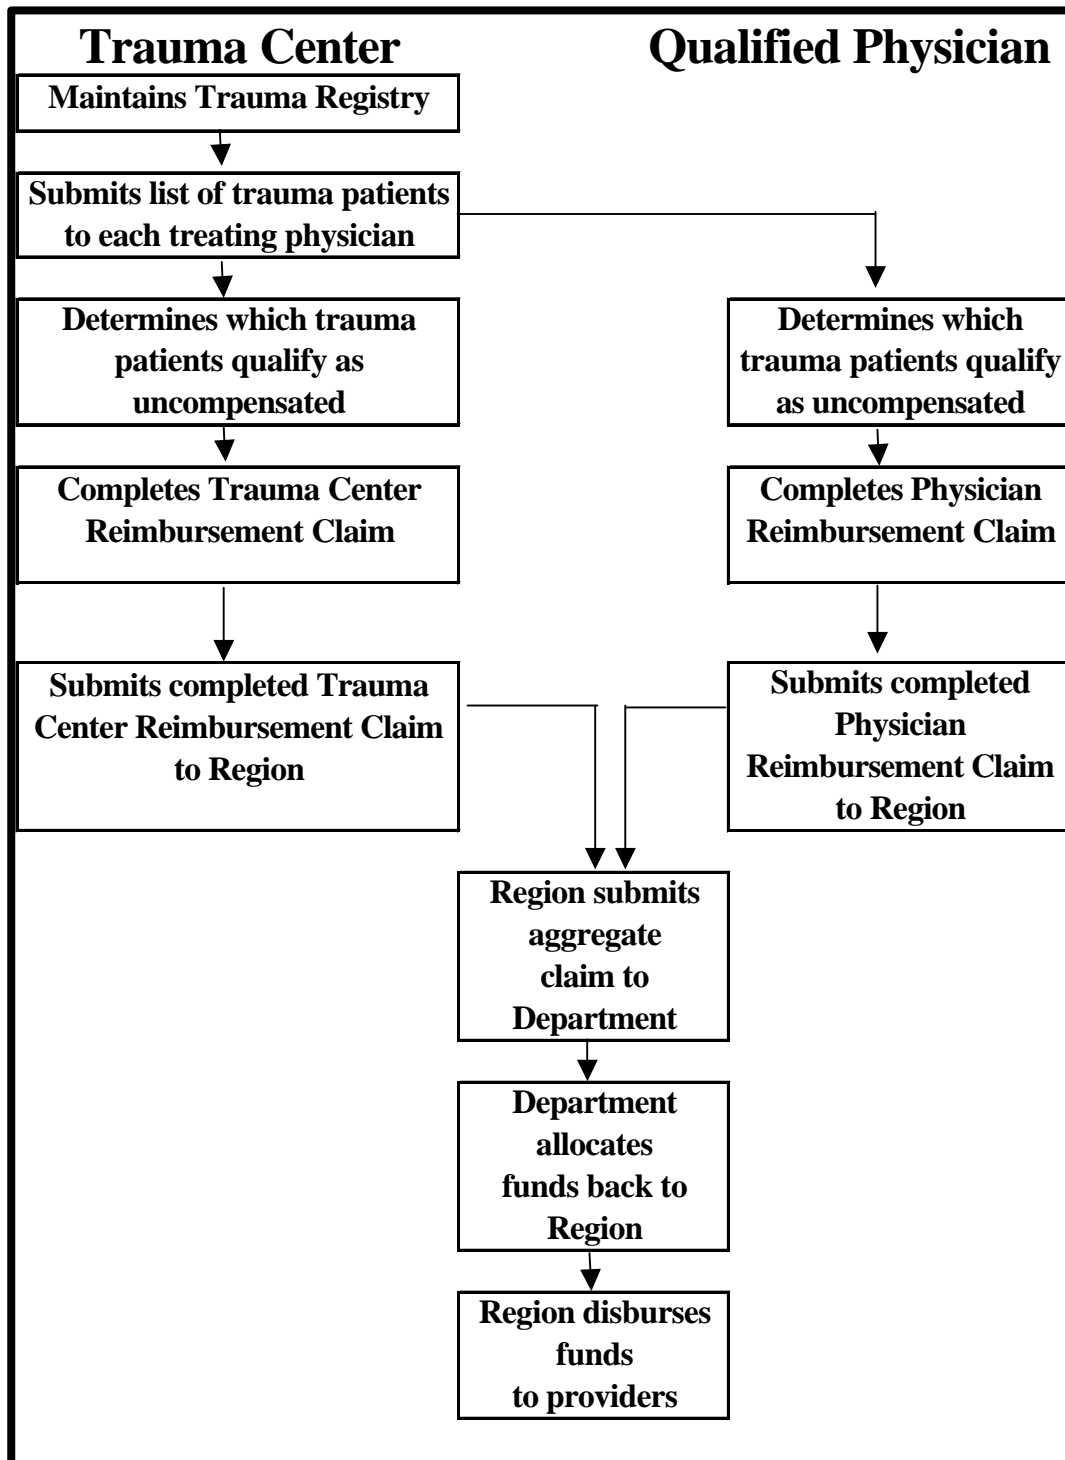 Trauma Center
Qualified Physician
Maintains Trauma Registry
Submits list of trauma patients
to each treating physician
Determines which trauma
patients qualify as
uncompensated
Determines which
trauma patients qualify
as uncompensated
Completes Trauma Center
Reimbursement Claim
Completes Physician
Reimbursement Claim
Submits completed Trauma
Center Reimbursement Claim
to Region
Submits completed
Physician
Reimbursement Claim
to Region
Region submits
aggregate
claim to
Department
Department
allocates
funds back to
Region
Region disburses
funds
to providers